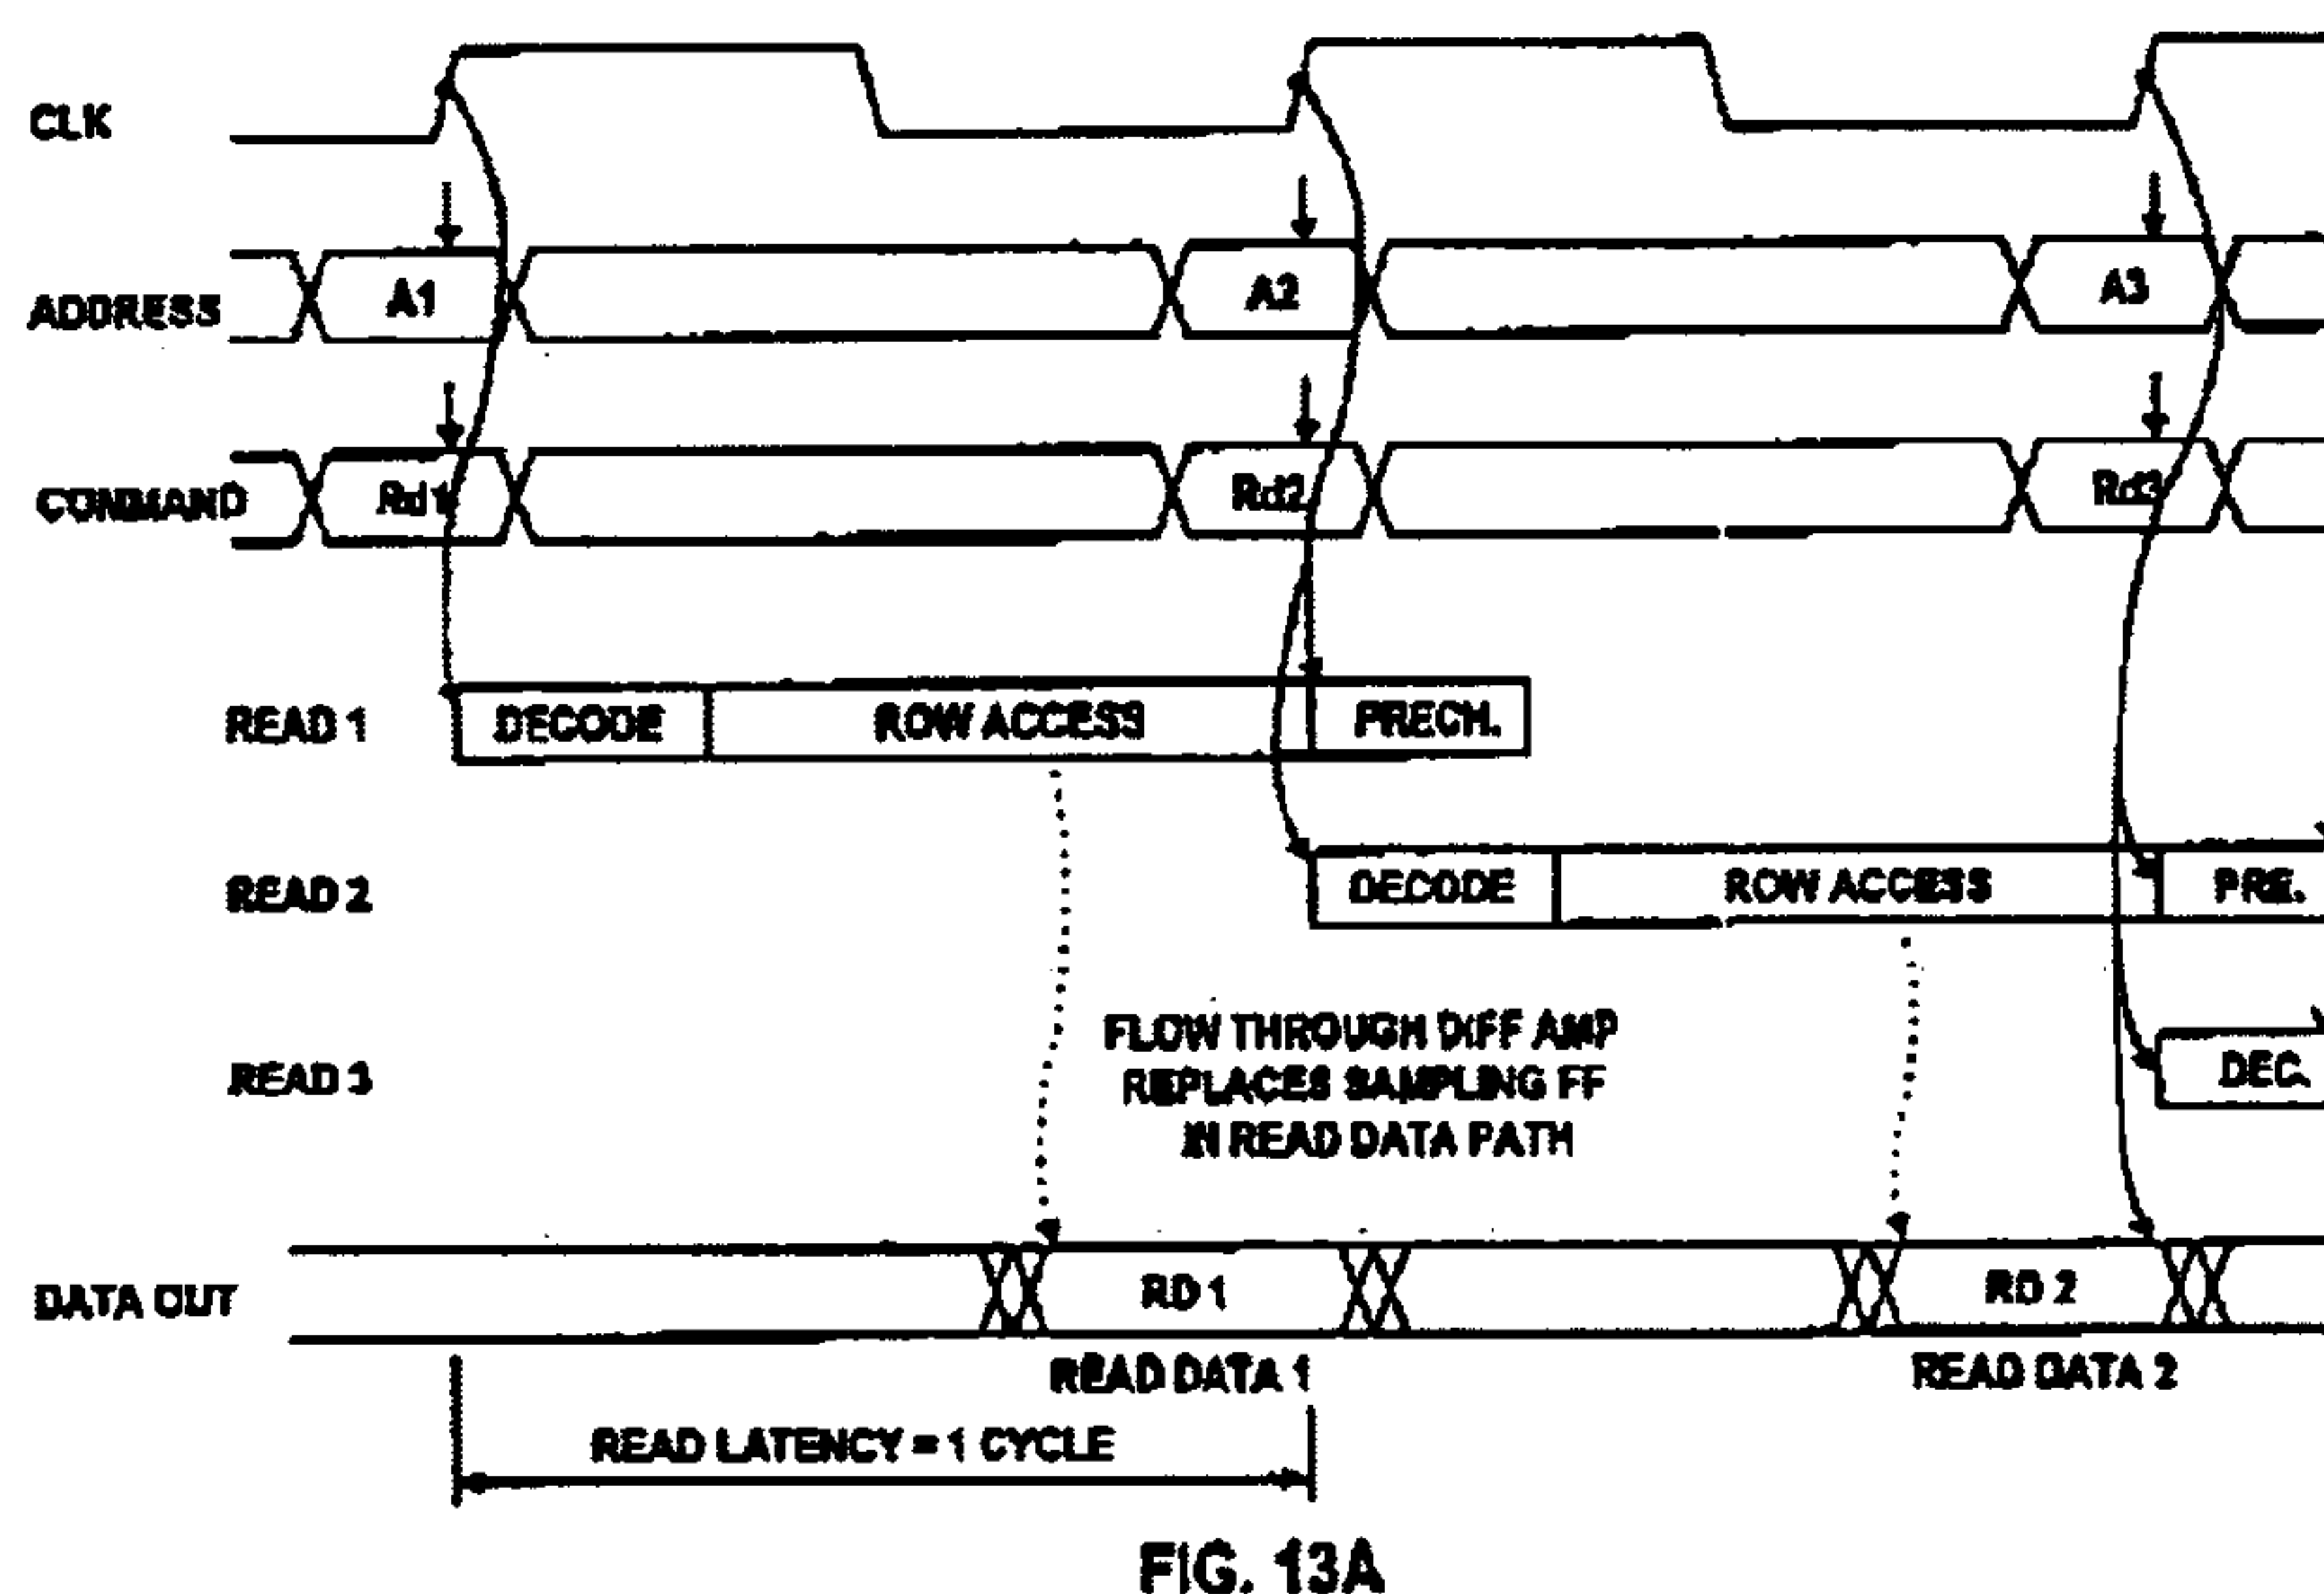 CLK
ADDRESS
A1
A2
A3
COMMAND
Rd1
Rd2
Rd3
READ 1
DECODE
ROW ACCESS
PRECH.
READ 2
DECODE
ROW ACCESS
PRE.
READ 3
FLOW THROUGH DIFF AMP
REPLACES SAMPLING FF
IN READ DATA PATH
DEC.
DATA OUT
RD 1
RD 2
READ DATA 1
READ DATA 2
READ LATENCY = 1 CYCLE
FIG. 13A